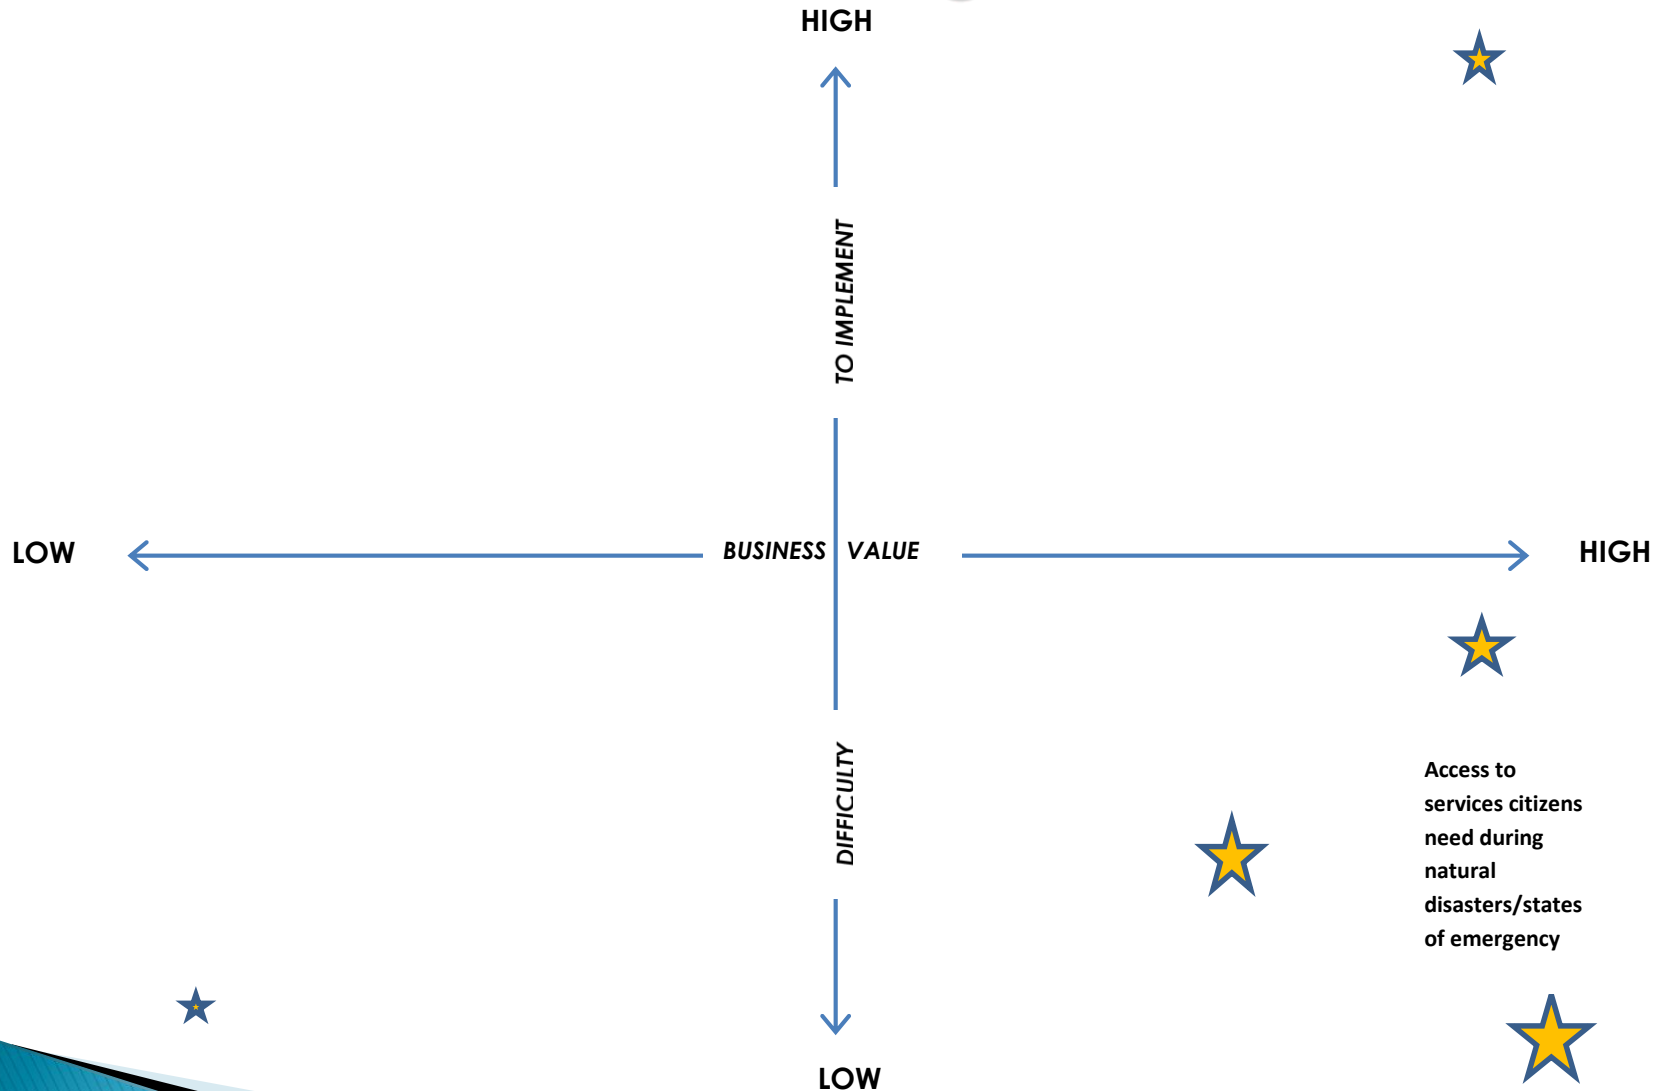 HIGH
TO IMPLEMENT
LOW
BUSINESS VALUE
HIGH
DIFFICULTY
Access to
services citizens
need during
natural
disasters/states
of emergency
LOW